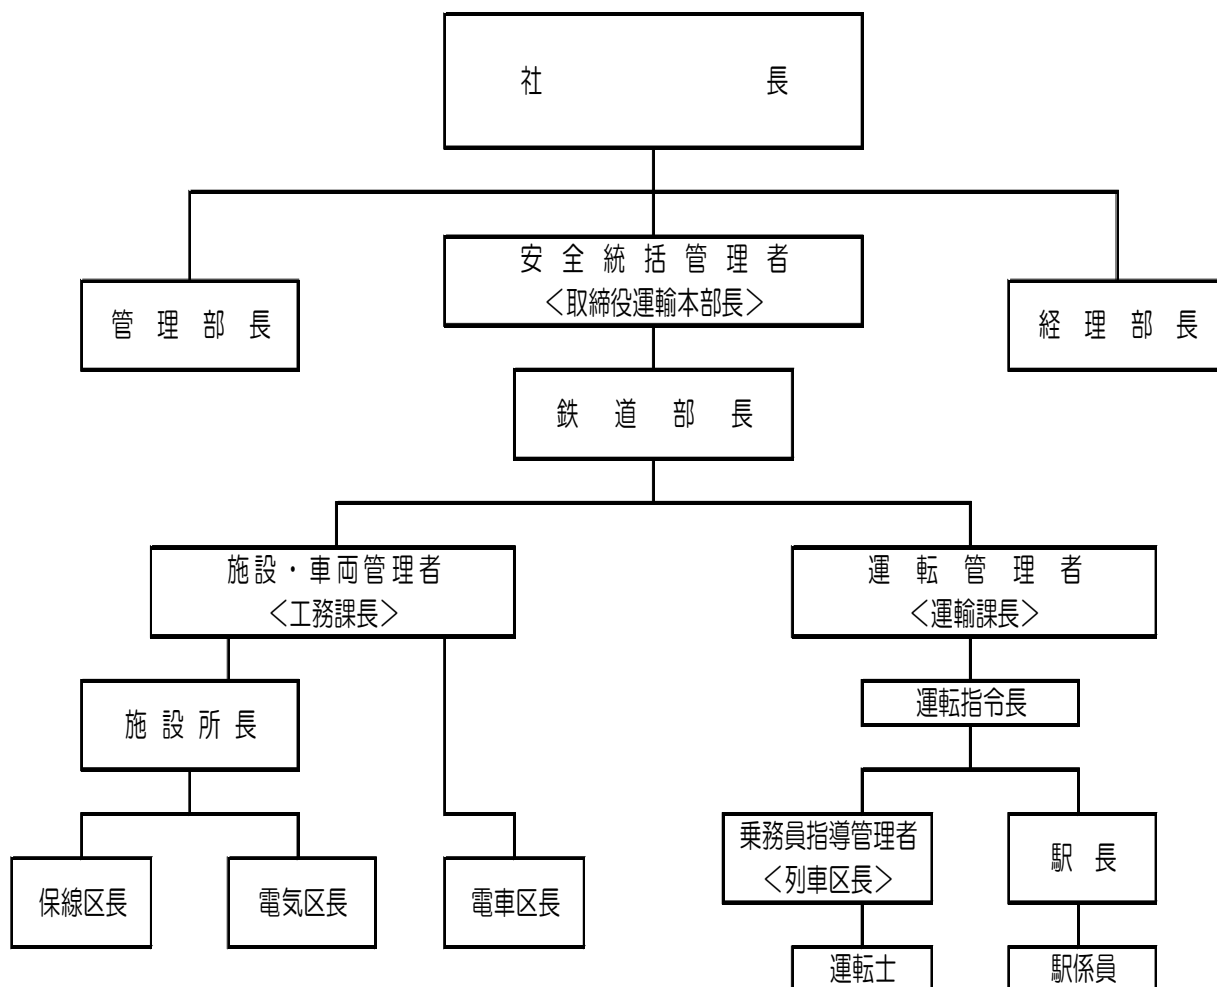 社長
安全統括管理者
<取締役運輸本部長>
管理部長
経理部長
鉄道部長
施設・車両管理者
<工務課長>
運転管理者
<運輸課長>
施設所長
運転指令長
乗務員指導管理者
<列車区長>
駅長
保線区長
電気区長
電車区長
運転士
駅係員